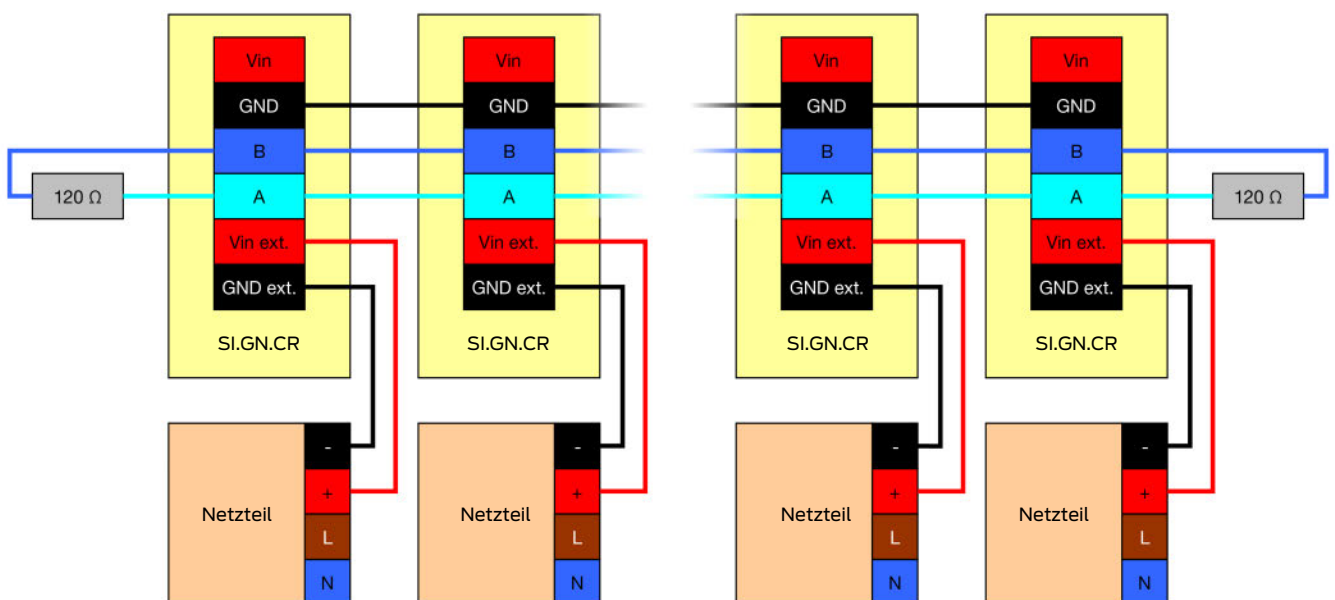 Vin Vin Vin Vin
GND GND GND GND
B B B B
120 Ω A A A A 120 Ω
Vin ext. Vin ext. Vin ext. Vin ext.
GND ext. GND ext. GND ext. GND ext.
SI.GN.CR SI.GN.CR SI.GN.CR SI.GN.CR
- - - -
+ + + +
Netzteil Netzteil Netzteil Netzteil
L L L L
N N N N